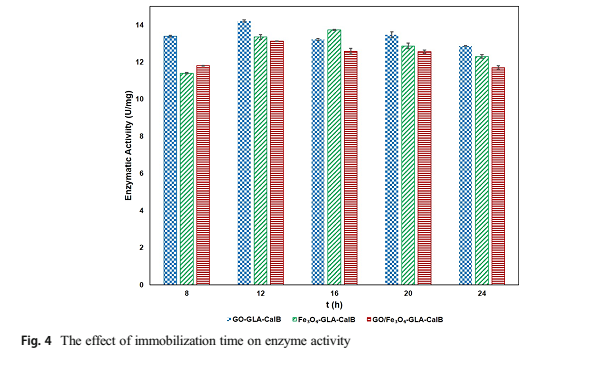 Enzymatic Activiity (U/mg)
14
12
10
8
6
4
2
0
8 12 16 20 24
t (h)
GO-GLA-CalB Fe₃O₄-GLA-CalB GO/Fe₃O₄-GLA-CalB
Fig. 4 The effect of immobilization time on enzyme activity